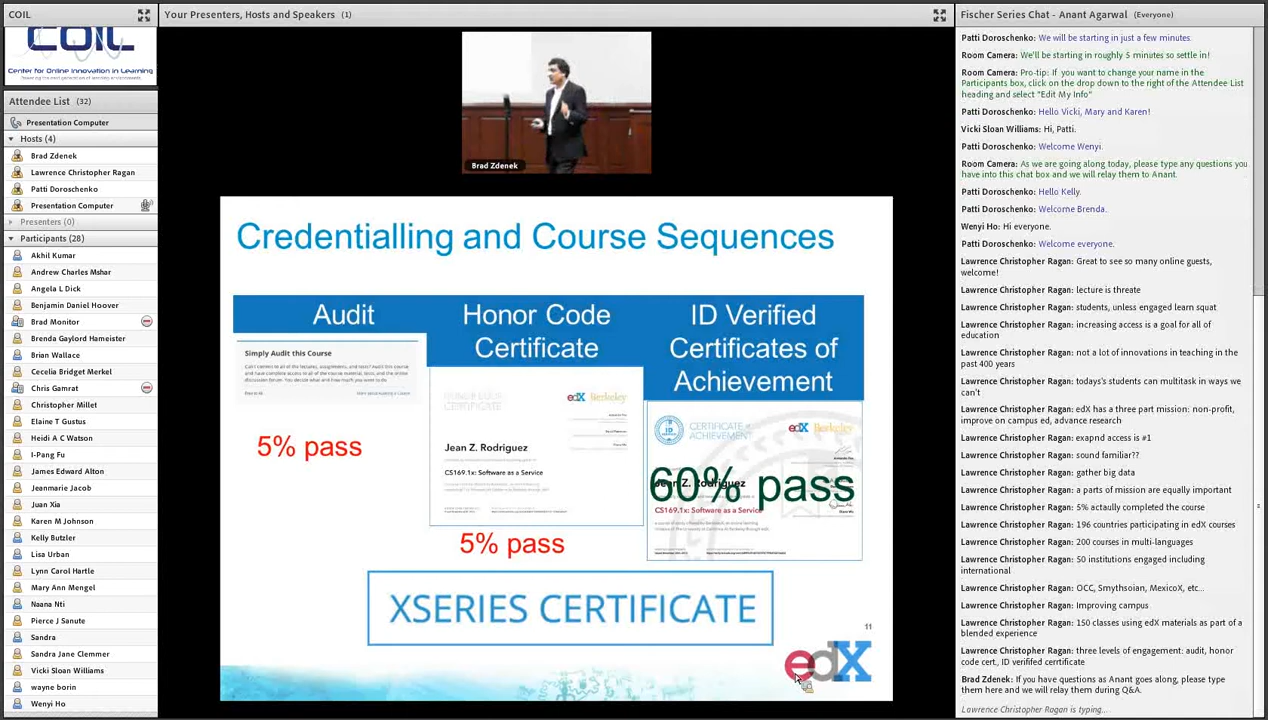 COIL
Your Presenters, Hosts and Speakers (1)
Fischer Series Chat - Anant Agarwal (Everyone)
COIL
Center for Online Innovation in Learning
Attendee List (32)
Presentation Computer
Hosts (4)
Brad Zdenek
Lawrence Christopher Ragan
Patti Doroschenko
Presentation Computer
Presenters (0)
Participants (28)
Akhil Kumar
Andrew Charles Mshar
Angela L Dick
Benjamin Daniel Hoover
Brad Monitor
Brenda Gaylord Hameister
Brian Wallace
Cecelia Bridget Merkel
Chris Gamrat
Christopher Millet
Elaine T Gustus
Heidi A C Watson
I-Pang Fu
James Edward Alton
Jeanmarie Jacob
Juan Xia
Karen M Johnson
Kelly Butzler
Lisa Urban
Lynn Carol Hartle
Mary Ann Mengel
Naana Nti
Pierce J Sanute
Sandra
Sandra Jane Clemmer
Vicki Sloan Williams
wayne borin
Wenyi Ho
Brad Zdenek
Credentialling and Course Sequences
Audit
Simply Audit this Course
5% pass
Honor Code
Certificate
HONOR CODE
CERTIFICATE
edX Berkeley
Jean Z. Rodriguez
CS169.1x: Software as a Service
5% pass
ID Verified
Certificates of
Achievement
ID
CERTIFICATE of
ACHIEVEMENT
edX Berkeley
Jean Z. Rodriguez
60% pass
CS169.1x: Software as a Service
XSERIES CERTIFICATE
11
edX
Patti Doroschenko: We will be starting in just a few minutes.
Room Camera: We'll be starting in roughly 5 minutes so settle in!
Room Camera: Pro-tip: If you want to change your name in the
Participants box, click on the drop down to the right of the Attendee List
heading and select "Edit My Info"
Patti Doroschenko: Hello Vicki, Mary and Karen!
Vicki Sloan Williams: Hi, Patti.
Patti Doroschenko: Welcome Wenyi.
Room Camera: As we are going along today, please type any questions you
have into this chat box and we will relay them to Anant.
Patti Doroschenko: Hello Kelly.
Patti Doroschenko: Welcome Brenda.
Wenyi Ho: Hi everyone.
Patti Doroschenko: Welcome everyone.
Lawrence Christopher Ragan: Great to see so many online guests,
welcome!
Lawrence Christopher Ragan: lecture is threate
Lawrence Christopher Ragan: students, unless engaged learn squat
Lawrence Christopher Ragan: increasing access is a goal for all of
education
Lawrence Christopher Ragan: not a lot of innovations in teaching in the
past 400 years
Lawrence Christopher Ragan: todays's students can multitask in ways we
can't
Lawrence Christopher Ragan: edX has a three part mission: non-profit,
improve on campus ed, advance research
Lawrence Christopher Ragan: exapnd access is #1
Lawrence Christopher Ragan: sound familiar??
Lawrence Christopher Ragan: gather big data
Lawrence Christopher Ragan: a parts of mission are equally important
Lawrence Christopher Ragan: 5% actaully completed the course
Lawrence Christopher Ragan: 196 countries participating in edX courses
Lawrence Christopher Ragan: 200 courses in multi-languages
Lawrence Christopher Ragan: 50 institutions engaged including
international
Lawrence Christopher Ragan: OCC, Smythsoian, MexicoX, etc...
Lawrence Christopher Ragan: Improving campus
Lawrence Christopher Ragan: 150 classes using edX materials as part of a
blended experience
Lawrence Christopher Ragan: three levels of engagement: audit, honor
code cert, ID verififed certificate
Brad Zdenek: If you have questions as Anant goes along, please type
them here and we will relay them during Q&A.
Lawrence Christopher Ragan is typing...